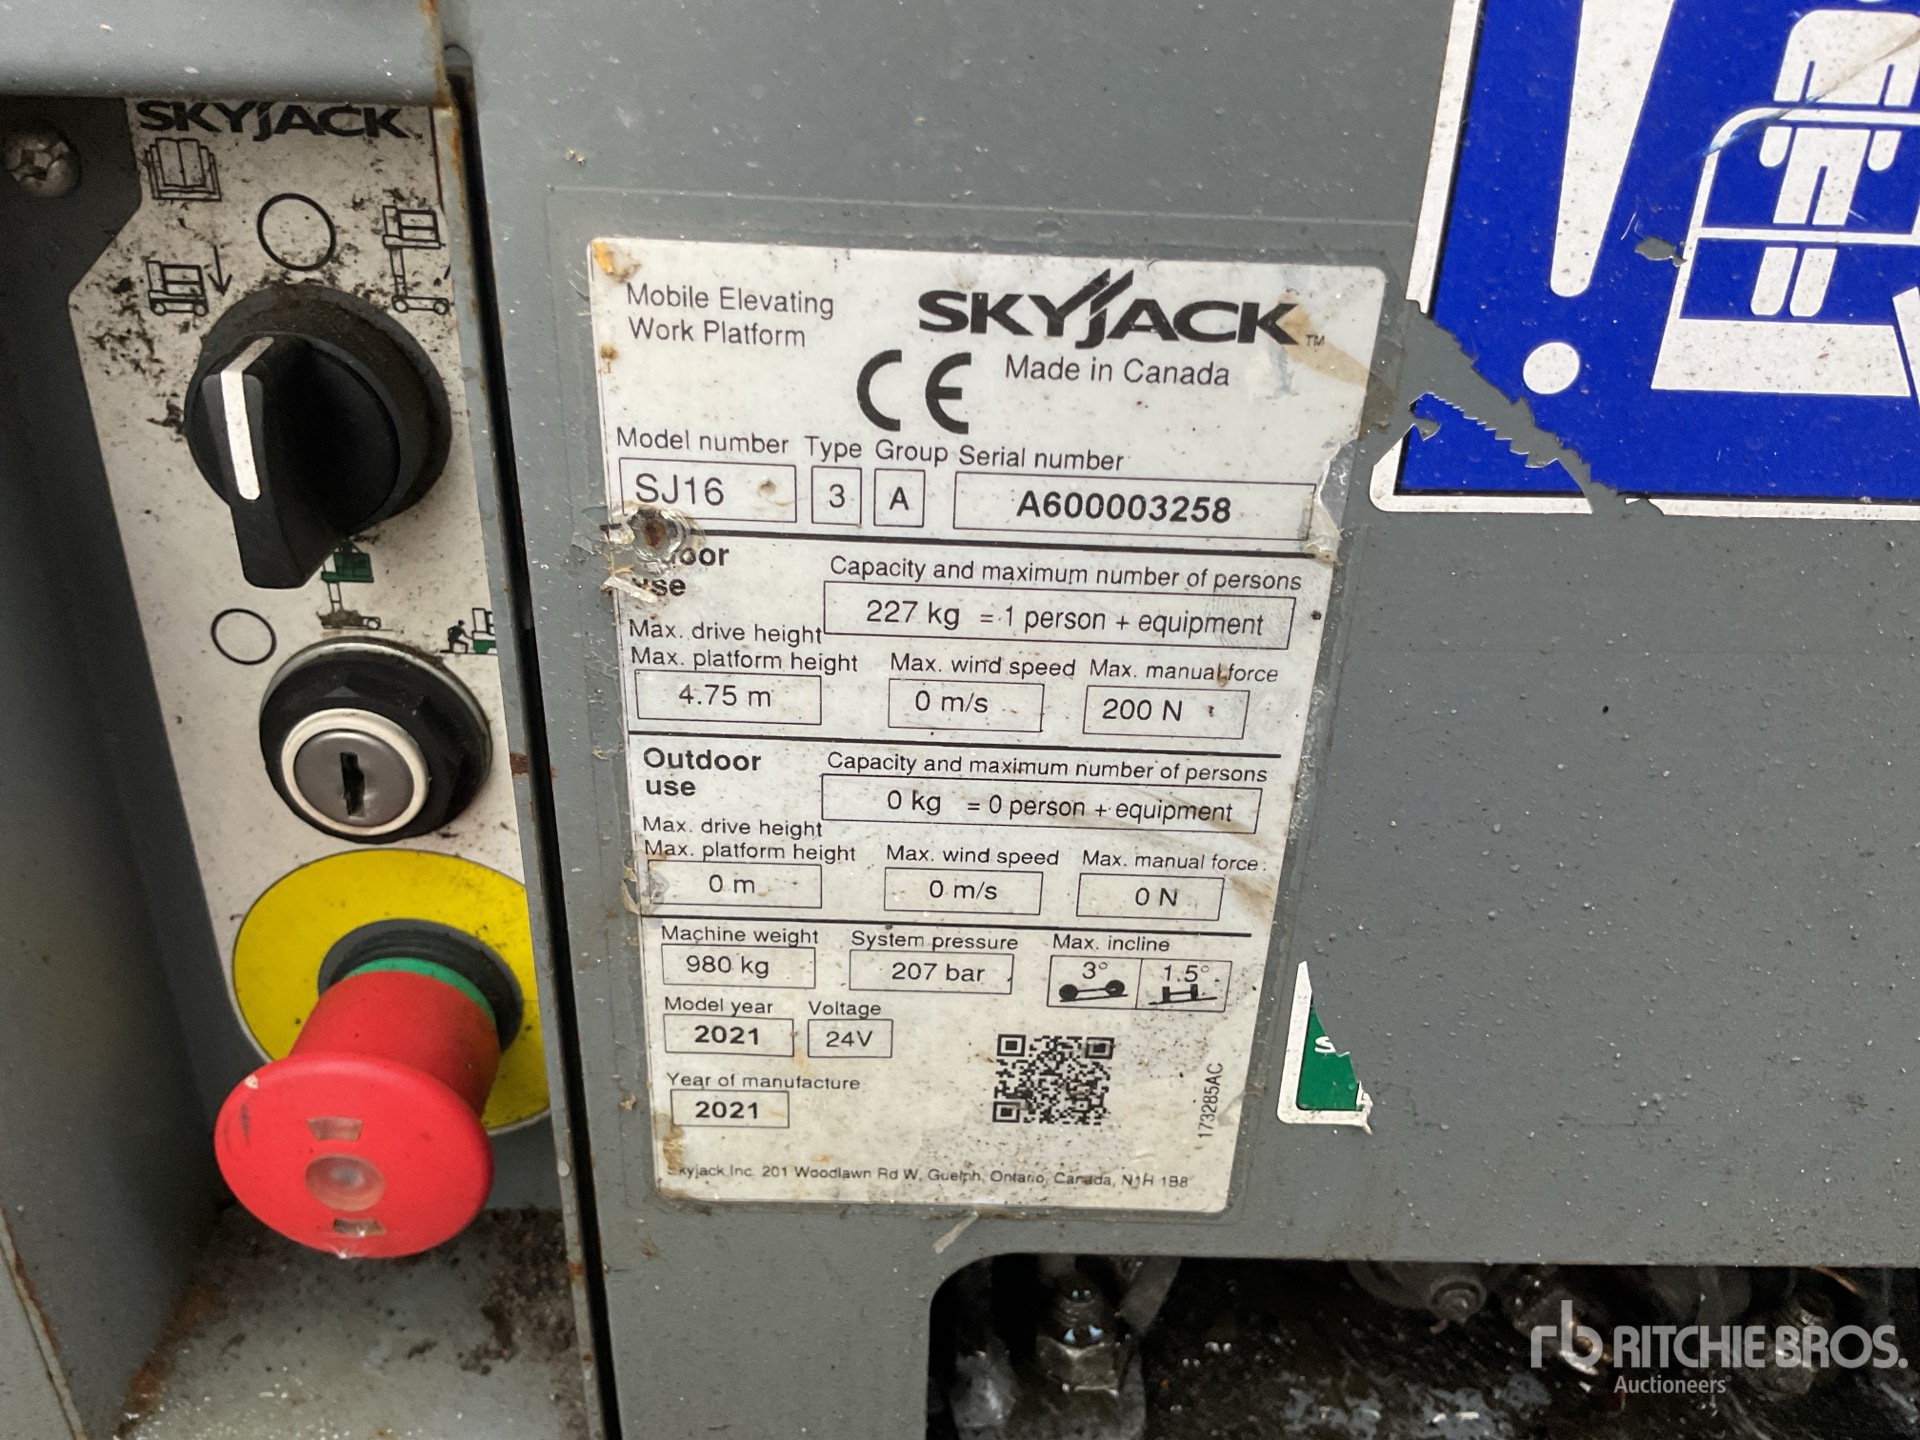 SKYJACK
Mobile Elevating
Work Platform
SKYJACK™
CE
Made in Canada
Model number Type Group Serial number
SJ16 3 A A600003258
use
Capacity and maximum number of persons
227 kg = 1 person + equipment
Max. drive height
Max. platform height Max. wind speed Max. manual force
4.75 m 0 m/s 200 N
Outdoor
use
Capacity and maximum number of persons
0 kg = 0 person + equipment
Max. drive height
Max. platform height Max. wind speed Max. manual force
0 m 0 m/s 0 N
Machine weight System pressure Max. incline
980 kg 207 bar 3° 1.5°
Model year Voltage
2021 24V
Year of manufacture
2021
173285AC
Skyjack Inc. 201 Woodlawn Rd W, Guelph, Ontario, Canada, N1H 1B8
rb RITCHIE BROS.
Auctioneers